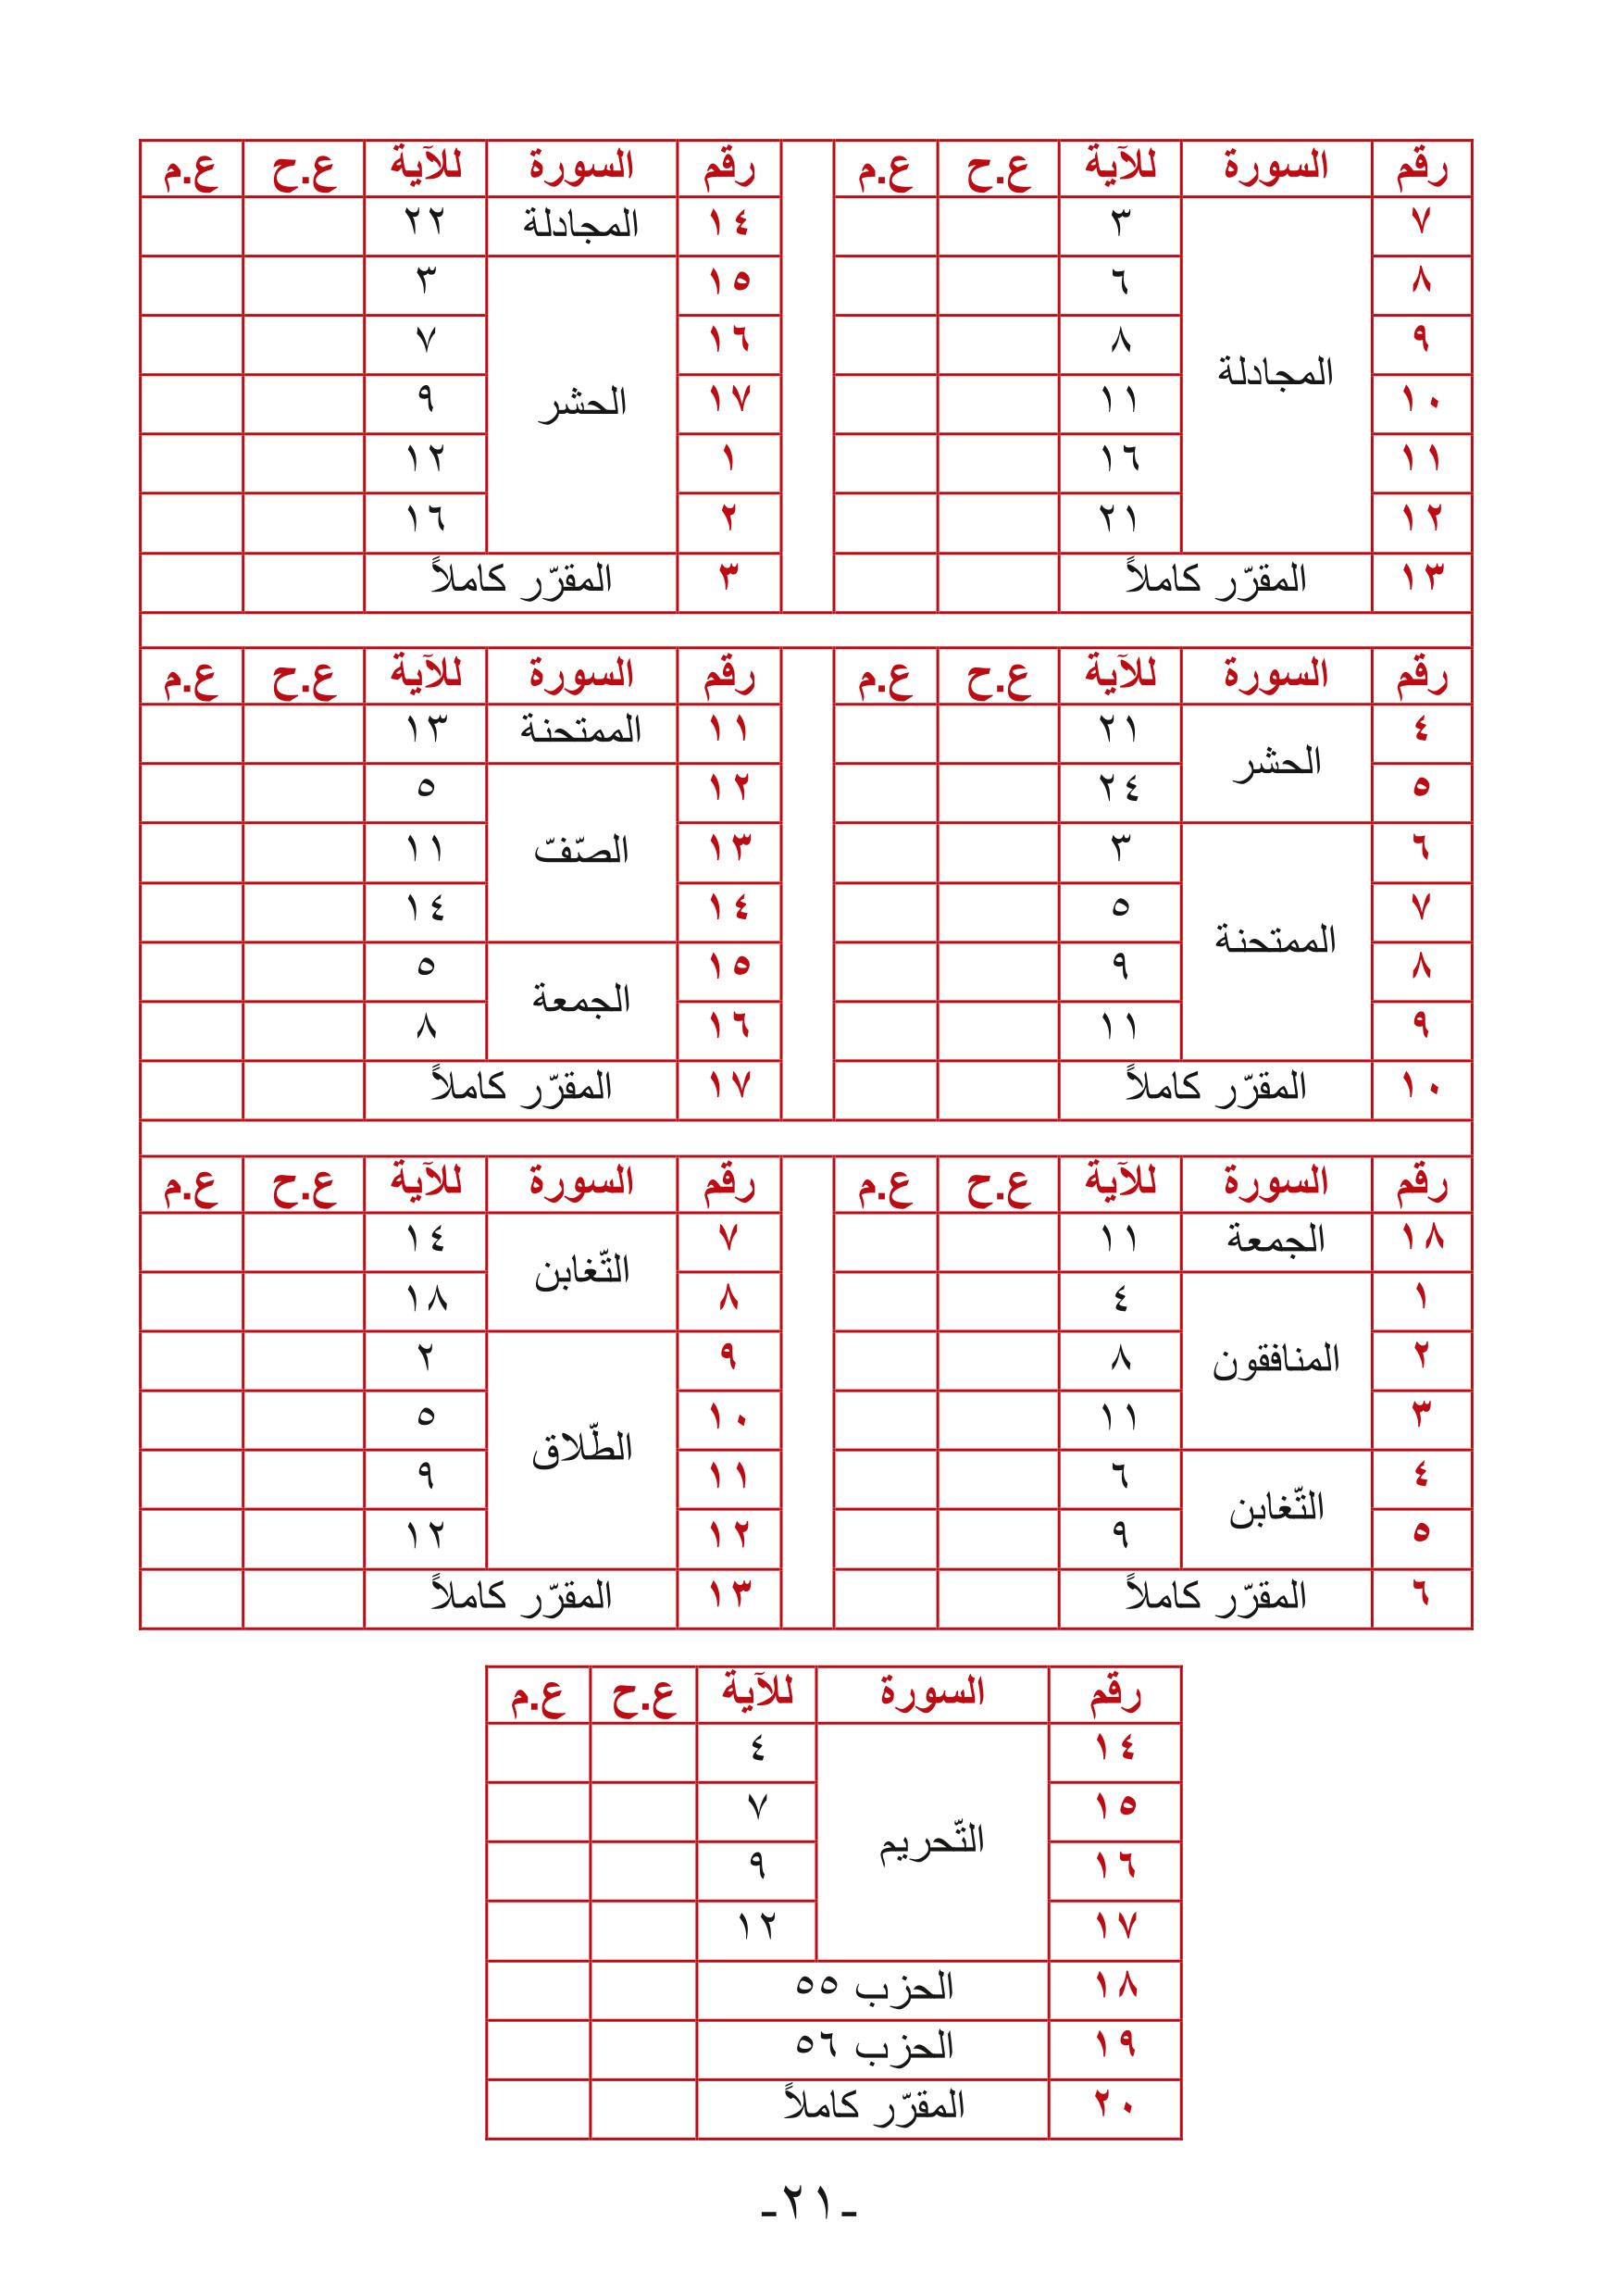 رقم السورة للآية ع.ح ع.م رقم السورة للآية ع.ح ع.م
٧ المجادلة ٣ ١٤ المجادلة ٢٢
٨ ٦ ١٥ الحشر ٣
٩ ٨ ١٦ ٧
١٠ ١١ ١٧ ٩
١١ ١٦ ١ ١٢
١٢ ٢١ ٢ ١٦
١٣ المقرّر كاملاً ٣ المقرّر كاملاً
رقم السورة للآية ع.ح ع.م رقم السورة للآية ع.ح ع.م
٤ الحشر ٢١ ١١ الممتحنة ١٣
٥ ٢٤ ١٢ الصّفّ ٥
٦ الممتحنة ٣ ١٣ ١١
٧ ٥ ١٤ ١٤
٨ ٩ ١٥ الجمعة ٥
٩ ١١ ١٦ ٨
١٠ المقرّر كاملاً ١٧ المقرّر كاملاً
رقم السورة للآية ع.ح ع.م رقم السورة للآية ع.ح ع.م
١٨ الجمعة ١١ ٧ التّغابن ١٤
١ المنافقون ٤ ٨ ١٨
٢ ٨ ٩ الطّلاق ٢
٣ ١١ ١٠ ٥
٤ التّغابن ٦ ١١ ٩
٥ ٩ ١٢ ١٢
٦ المقرّر كاملاً ١٣ المقرّر كاملاً
رقم السورة للآية ع.ح ع.م
١٤ التّحريم ٤
١٥ ٧
١٦ ٩
١٧ ١٢
١٨ الحزب ٥٥
١٩ الحزب ٥٦
٢٠ المقرّر كاملاً
-٢١-